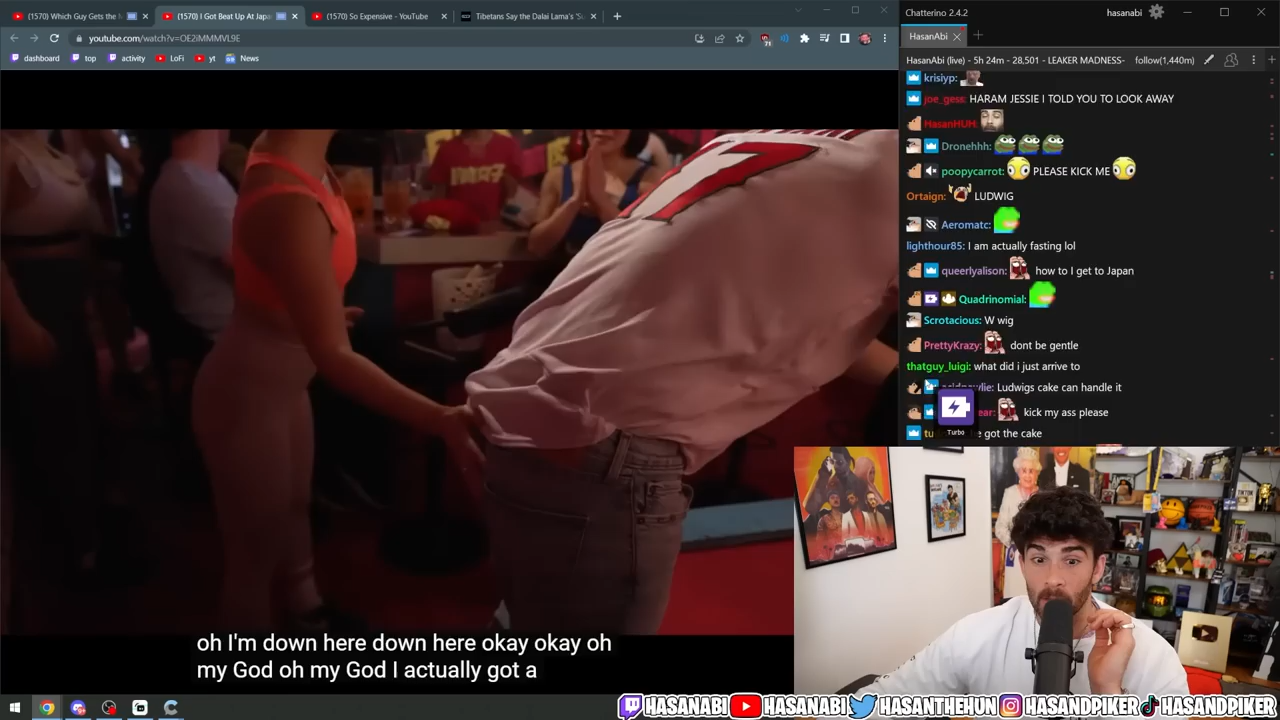 (1570) Which Guy Gets the M
(1570) I Got Beat Up At Japa
(1570) So Expensive - YouTube
Tibetans Say the Dalai Lama's "Su
youtube.com/watch?v=OE2iMMMVL9E
71
dashboard
top
activity
LoFi
yt
News
oh I'm down here down here okay okay oh
my God oh my God I actually got a
Chatterino 2.4.2
hasanabi
HasanAbi
HasanAbi (live) - 5h 24m - 28,501 - LEAKER MADNESS-
follow(1,440m)
krisiyp:
joe_gess: HARAM JESSIE I TOLD YOU TO LOOK AWAY
HasanHUH:
Dronehhh:
poopycarrot: PLEASE KICK ME
Ortaign: LUDWIG
Aeromatc:
lighthour85: I am actually fasting lol
queerlyalison: how to I get to Japan
Quadrinomial:
Scrotacious: W wig
PrettyKrazy: dont be gentle
thatguy_luigi: what did i just arrive to
Ludwigs cake can handle it
ear: kick my ass please
Turbo
got the cake
HASANABI HASANABI HASANTHEHUN HASANDPIKER HASANDPIKER